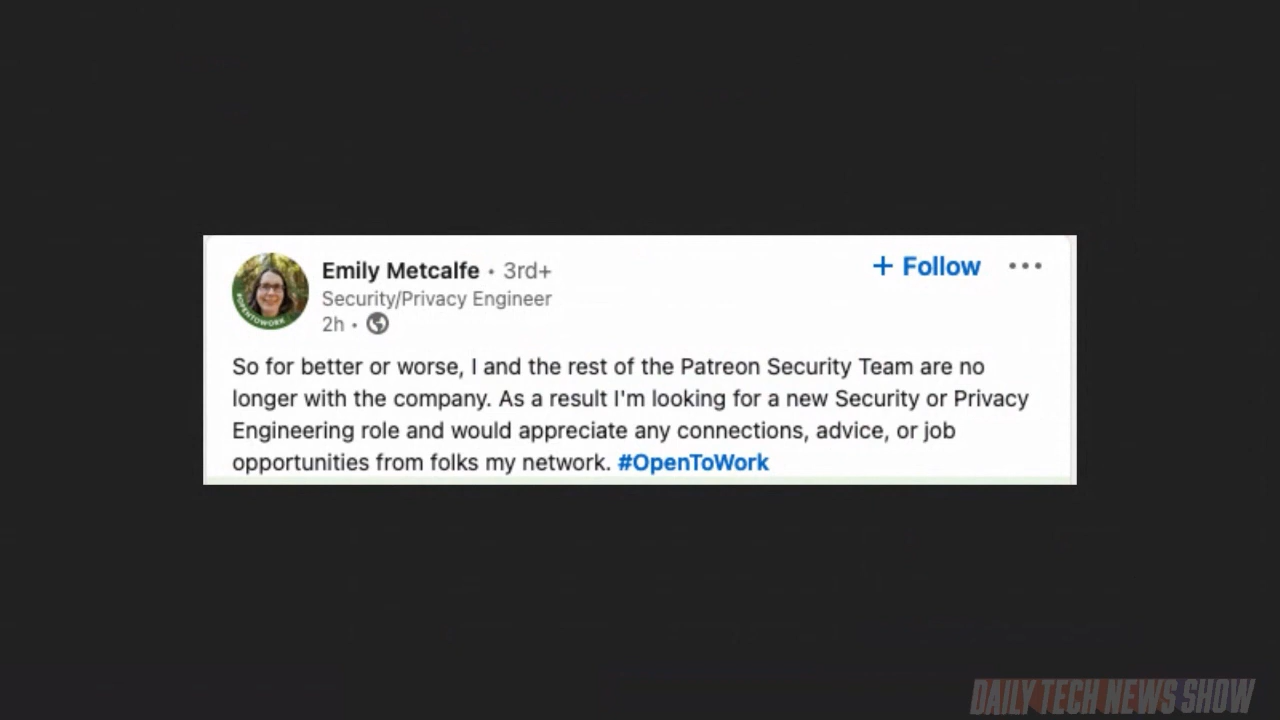 Emily Metcalfe • 3rd+
+ Follow •••
Security/Privacy Engineer
2h •
#OPENTOWORK
So for better or worse, I and the rest of the Patreon Security Team are no
longer with the company. As a result I'm looking for a new Security or Privacy
Engineering role and would appreciate any connections, advice, or job
opportunities from folks my network. #OpenToWork
DAILY TECH NEWS SHOW